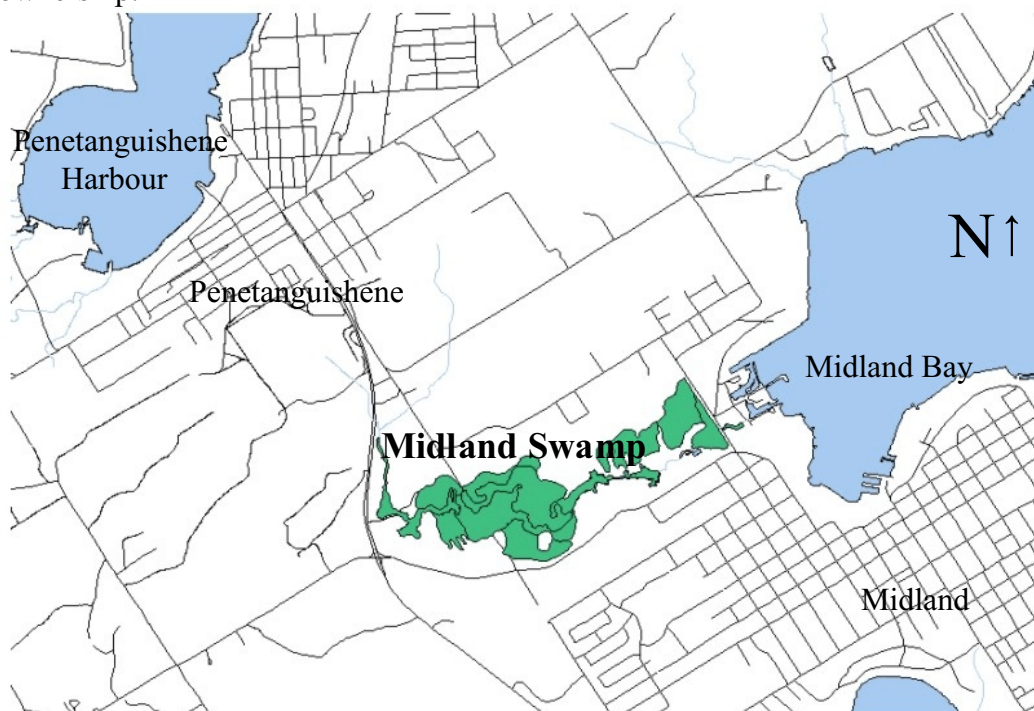 Penetanguishene
Harbour
N↑
Penetanguishene
Midland Bay
Midland Swamp
Midland